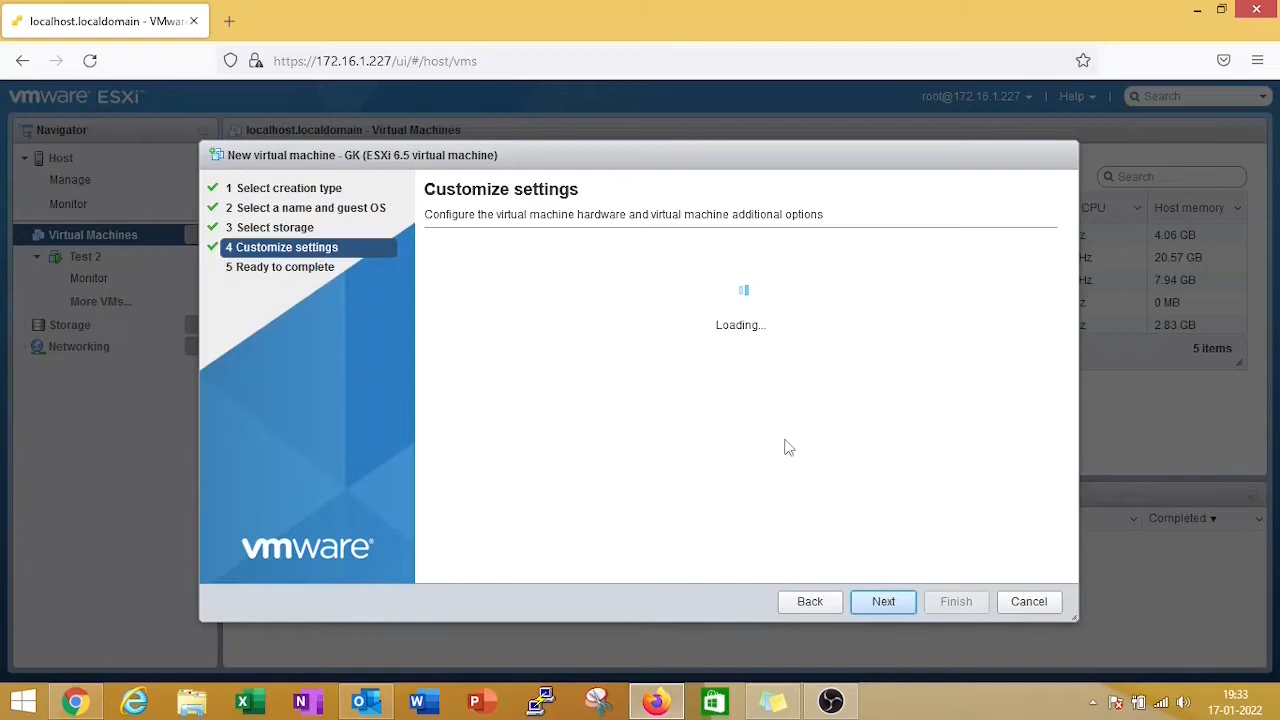 localhost.localdomain - VMwar
https://172.16.1.227/ui/#/host/vms
vmware ESXi™
root@172.16.1.227
Help
Search
Navigator
localhost.localdomain - Virtual Machines
Host
Manage
Monitor
Virtual Machines
Test 2
Monitor
More VMs...
Storage
Networking
Search
CPU
Host memory
z
4.06 GB
Hz
20.57 GB
Hz
7.94 GB
z
0 MB
z
2.83 GB
5 items
Completed ▼
New virtual machine - GK (ESXi 6.5 virtual machine)
1 Select creation type
2 Select a name and guest OS
3 Select storage
4 Customize settings
5 Ready to complete
Customize settings
Configure the virtual machine hardware and virtual machine additional options
Loading...
vmware®
Back
Next
Finish
Cancel
19:33
17-01-2022